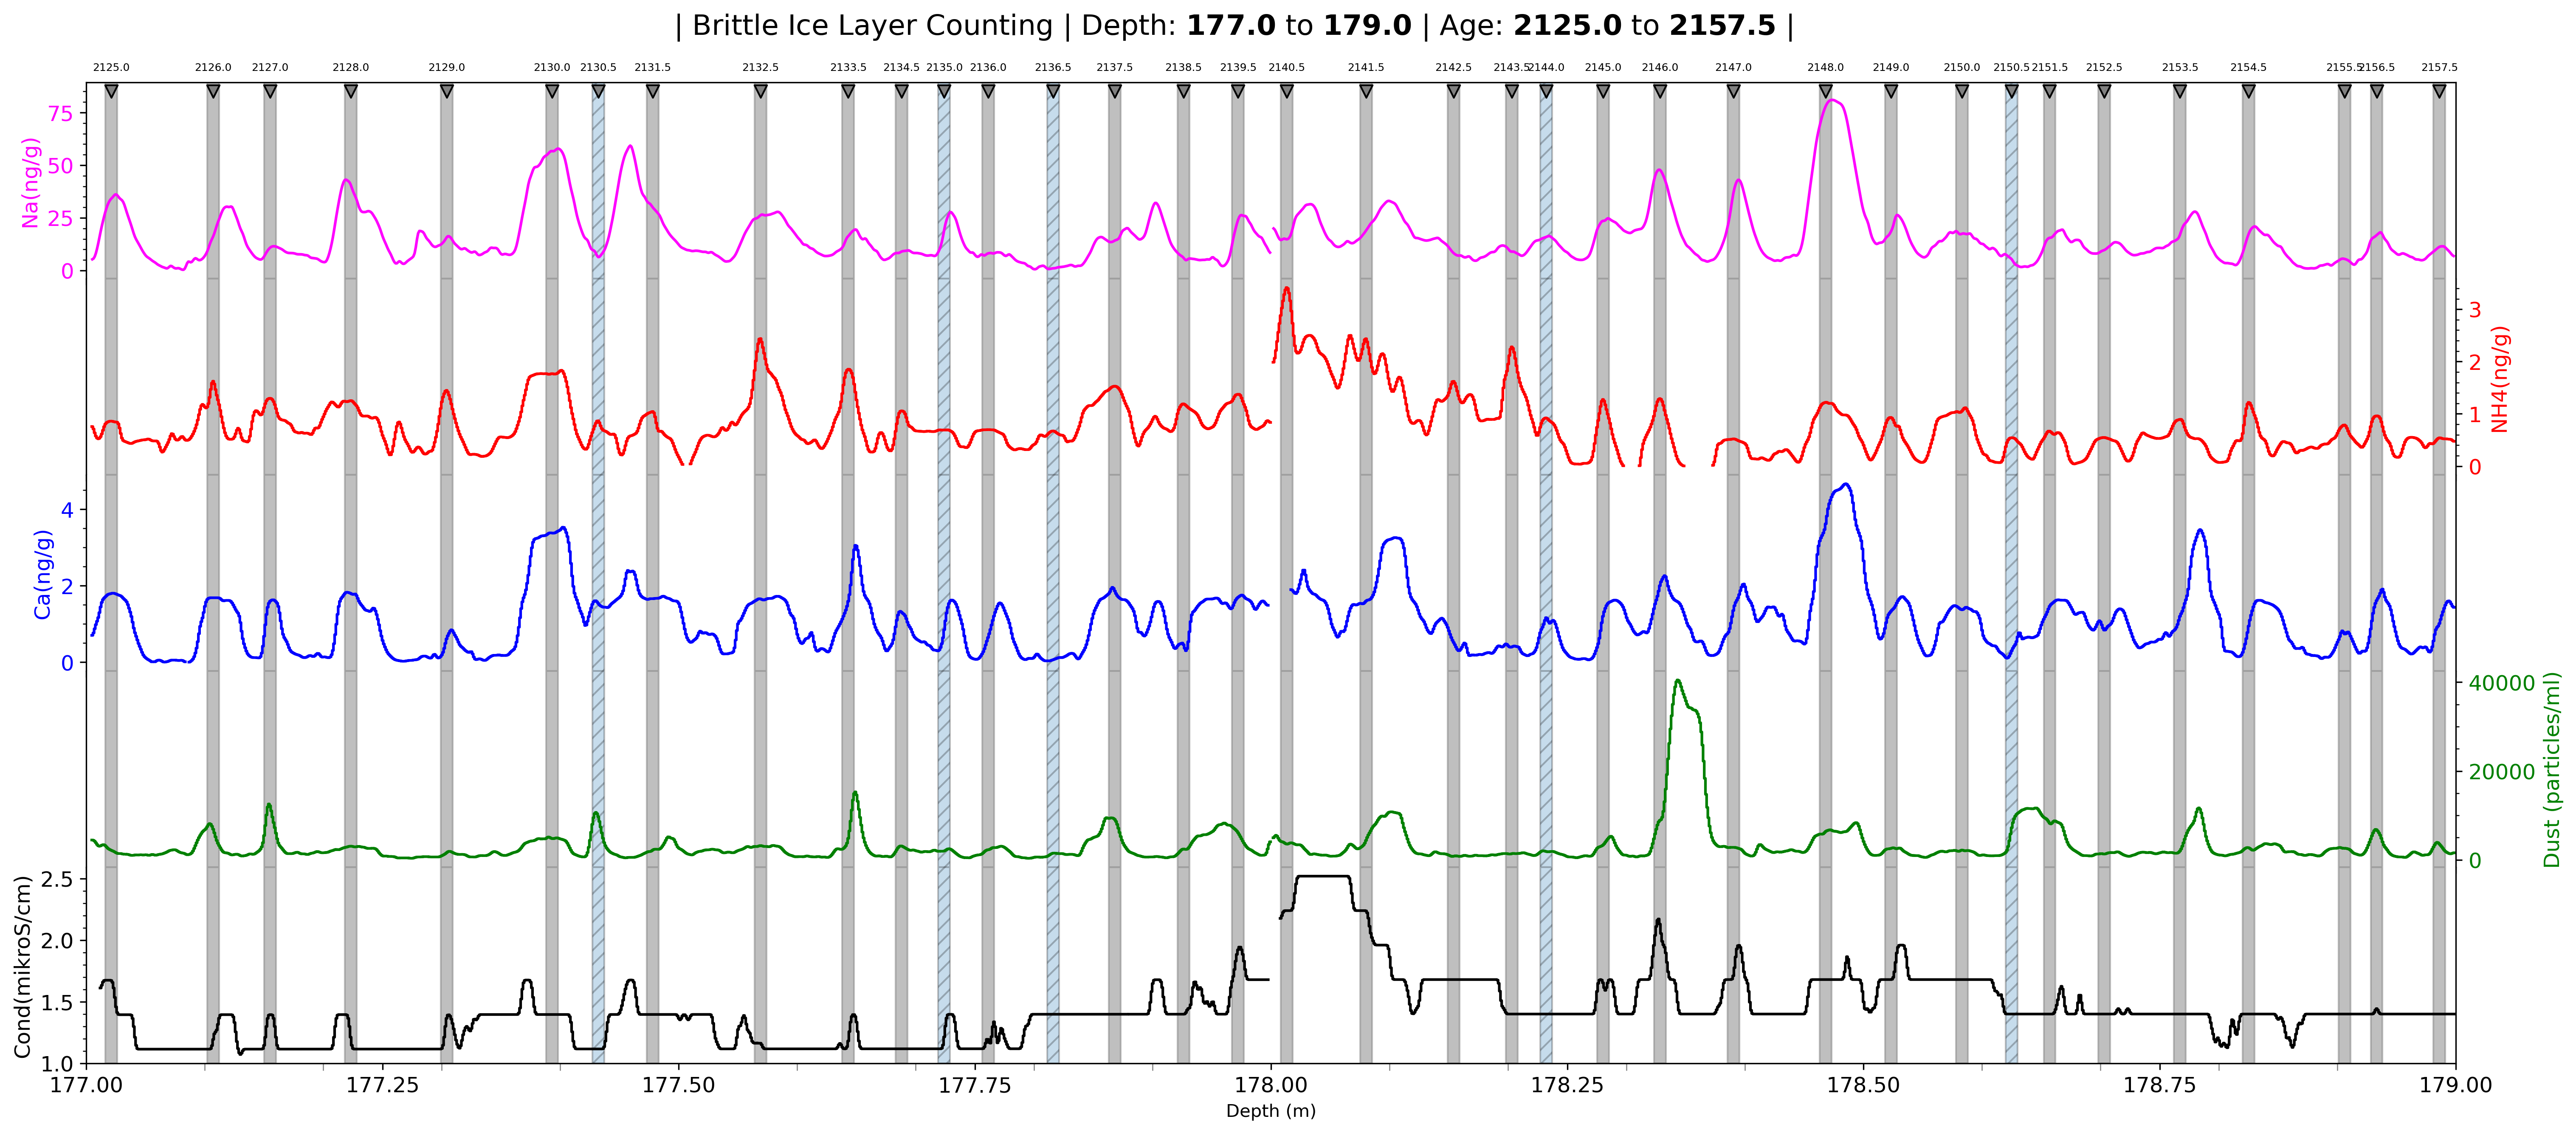 | Brittle Ice Layer Counting | Depth: 177.0 to 179.0 | Age: 2125.0 to 2157.5 |
2125.0 2126.0 2127.0 2128.0 2129.0 2130.0 2130.5 2131.5 2132.5 2133.5 2134.5 2135.0 2136.0 2136.5 2137.5 2138.5 2139.5 2140.5 2141.5 2142.5 2143.5 2144.0 2145.0 2146.0 2147.0 2148.0 2149.0 2150.0 2150.5 2151.5 2152.5 2153.5 2154.5 2155.5 2156.5 2157.5
Na(ng/g)
75
50
25
0
NH4(ng/g)
3
2
1
0
Ca(ng/g)
4
2
0
Dust (particles/ml)
40000
20000
0
Cond(mikroS/cm)
2.5
2.0
1.5
1.0
177.00 177.25 177.50 177.75 178.00 178.25 178.50 178.75 179.00
Depth (m)